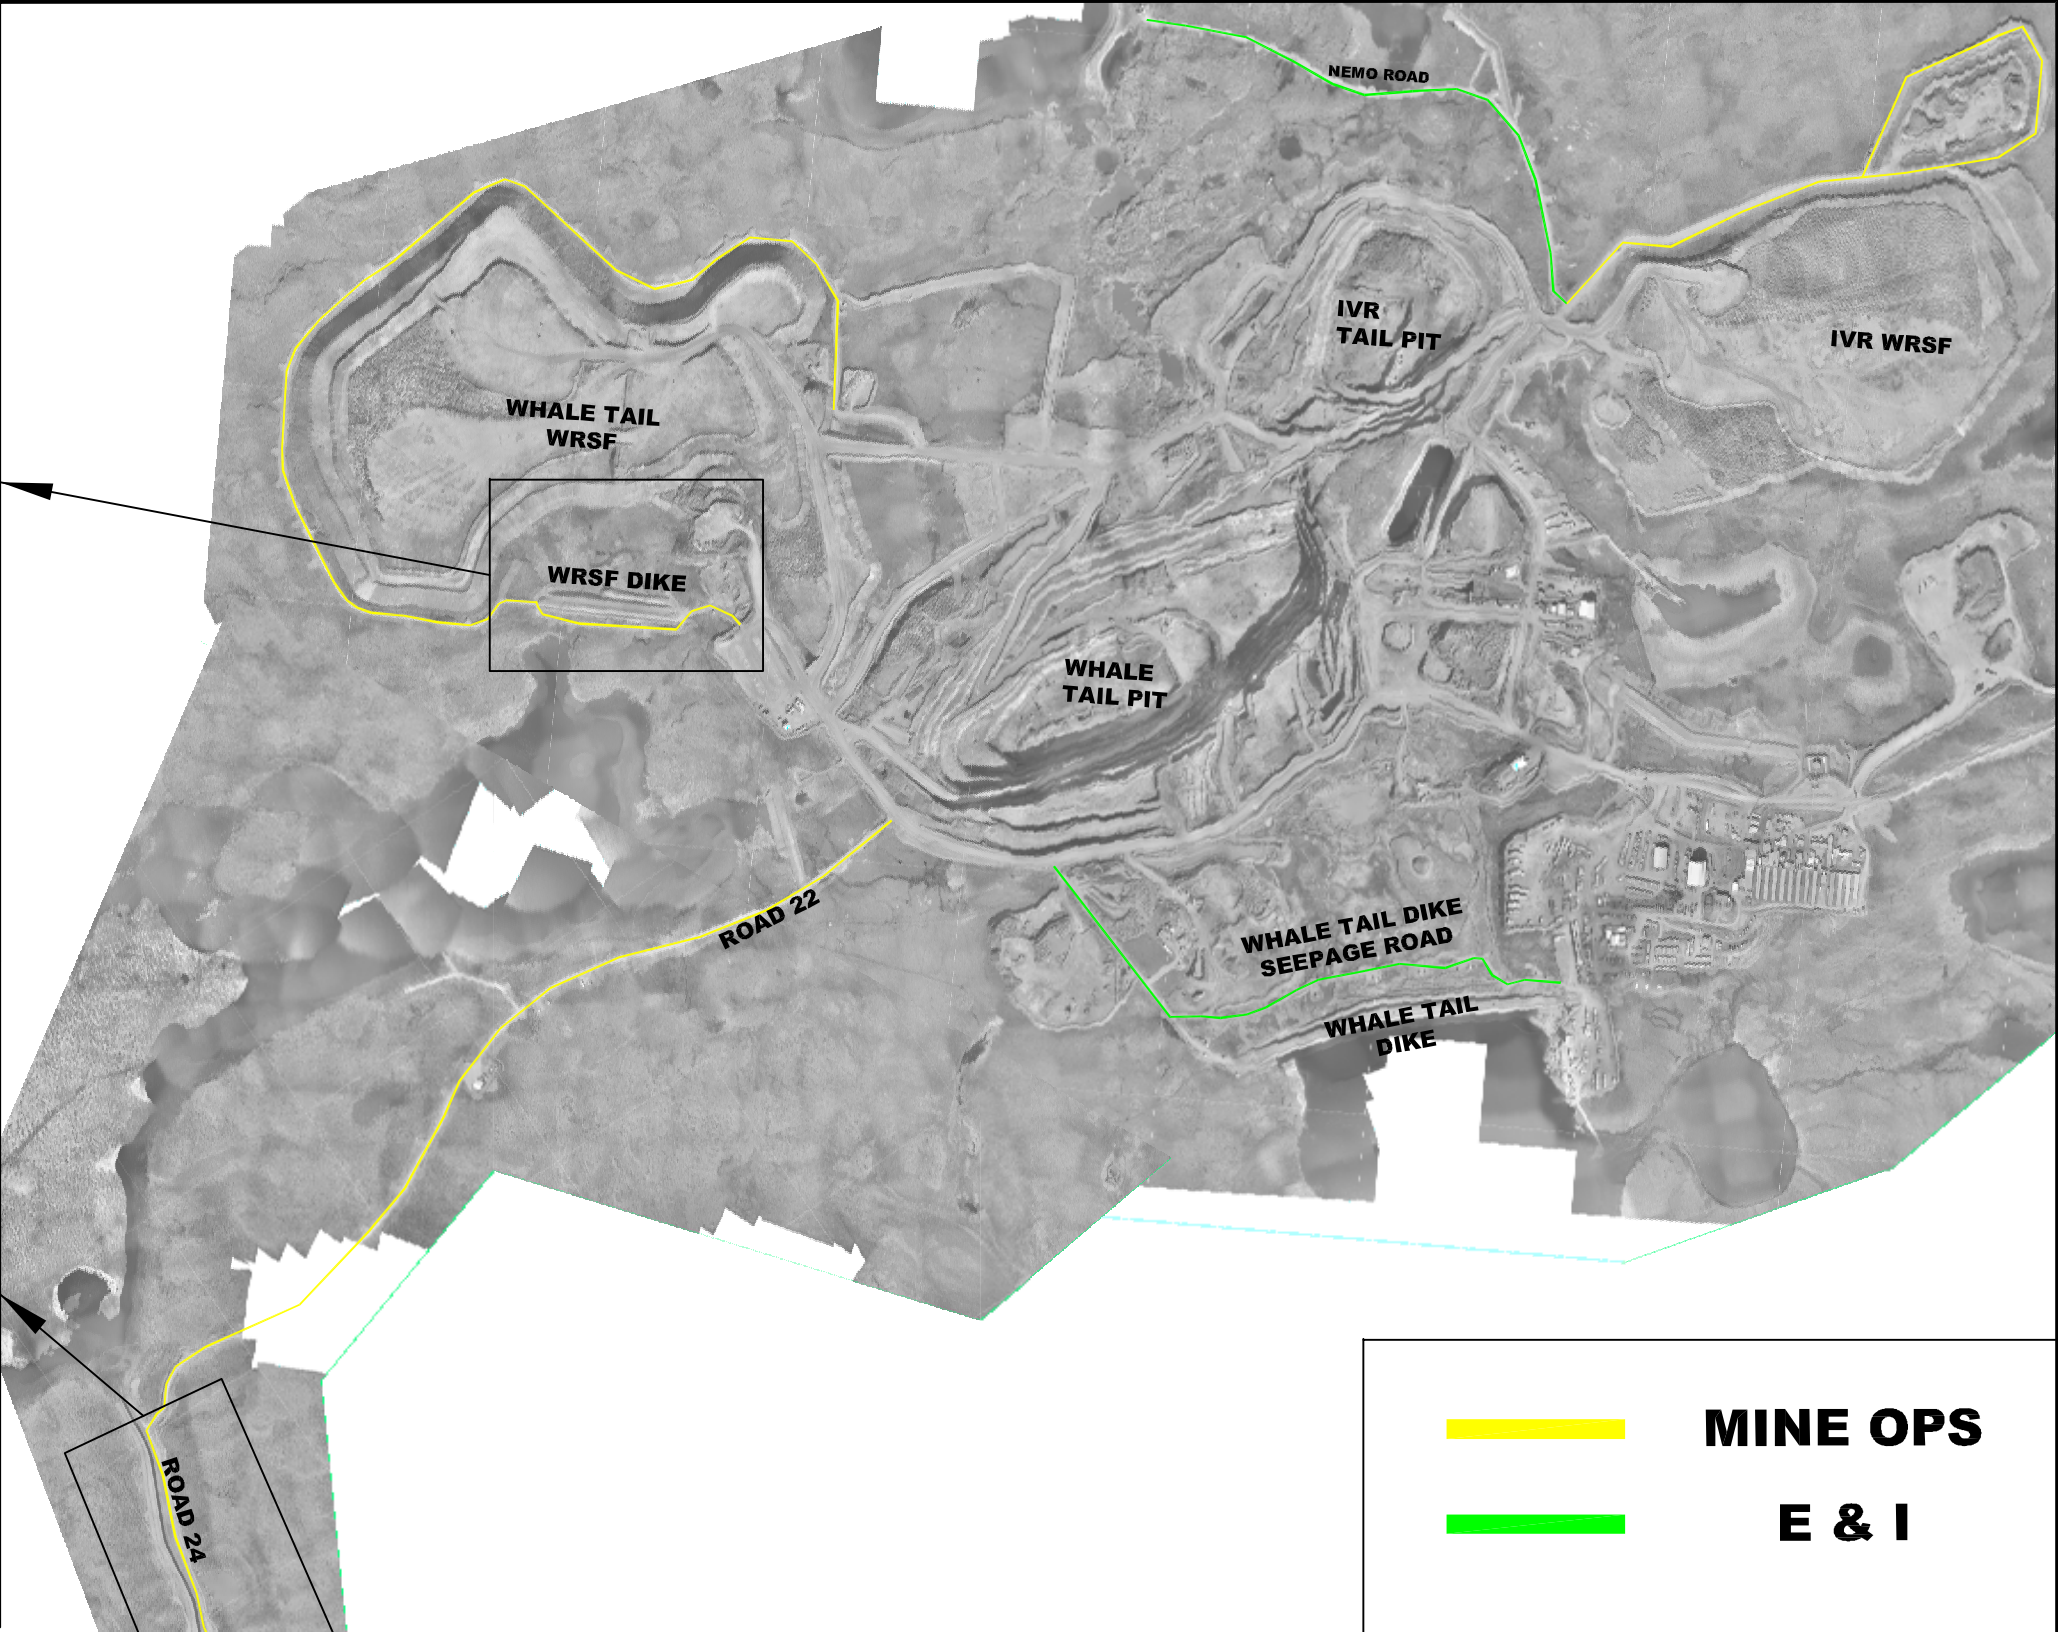 NEMO ROAD
IVR
TAIL PIT
IVR WRSF
WHALE TAIL
WRSF
WRSF DIKE
WHALE
TAIL PIT
ROAD 22
WHALE TAIL DIKE
SEEPAGE ROAD
WHALE TAIL
DIKE
ROAD 24
MINE OPS
E & I